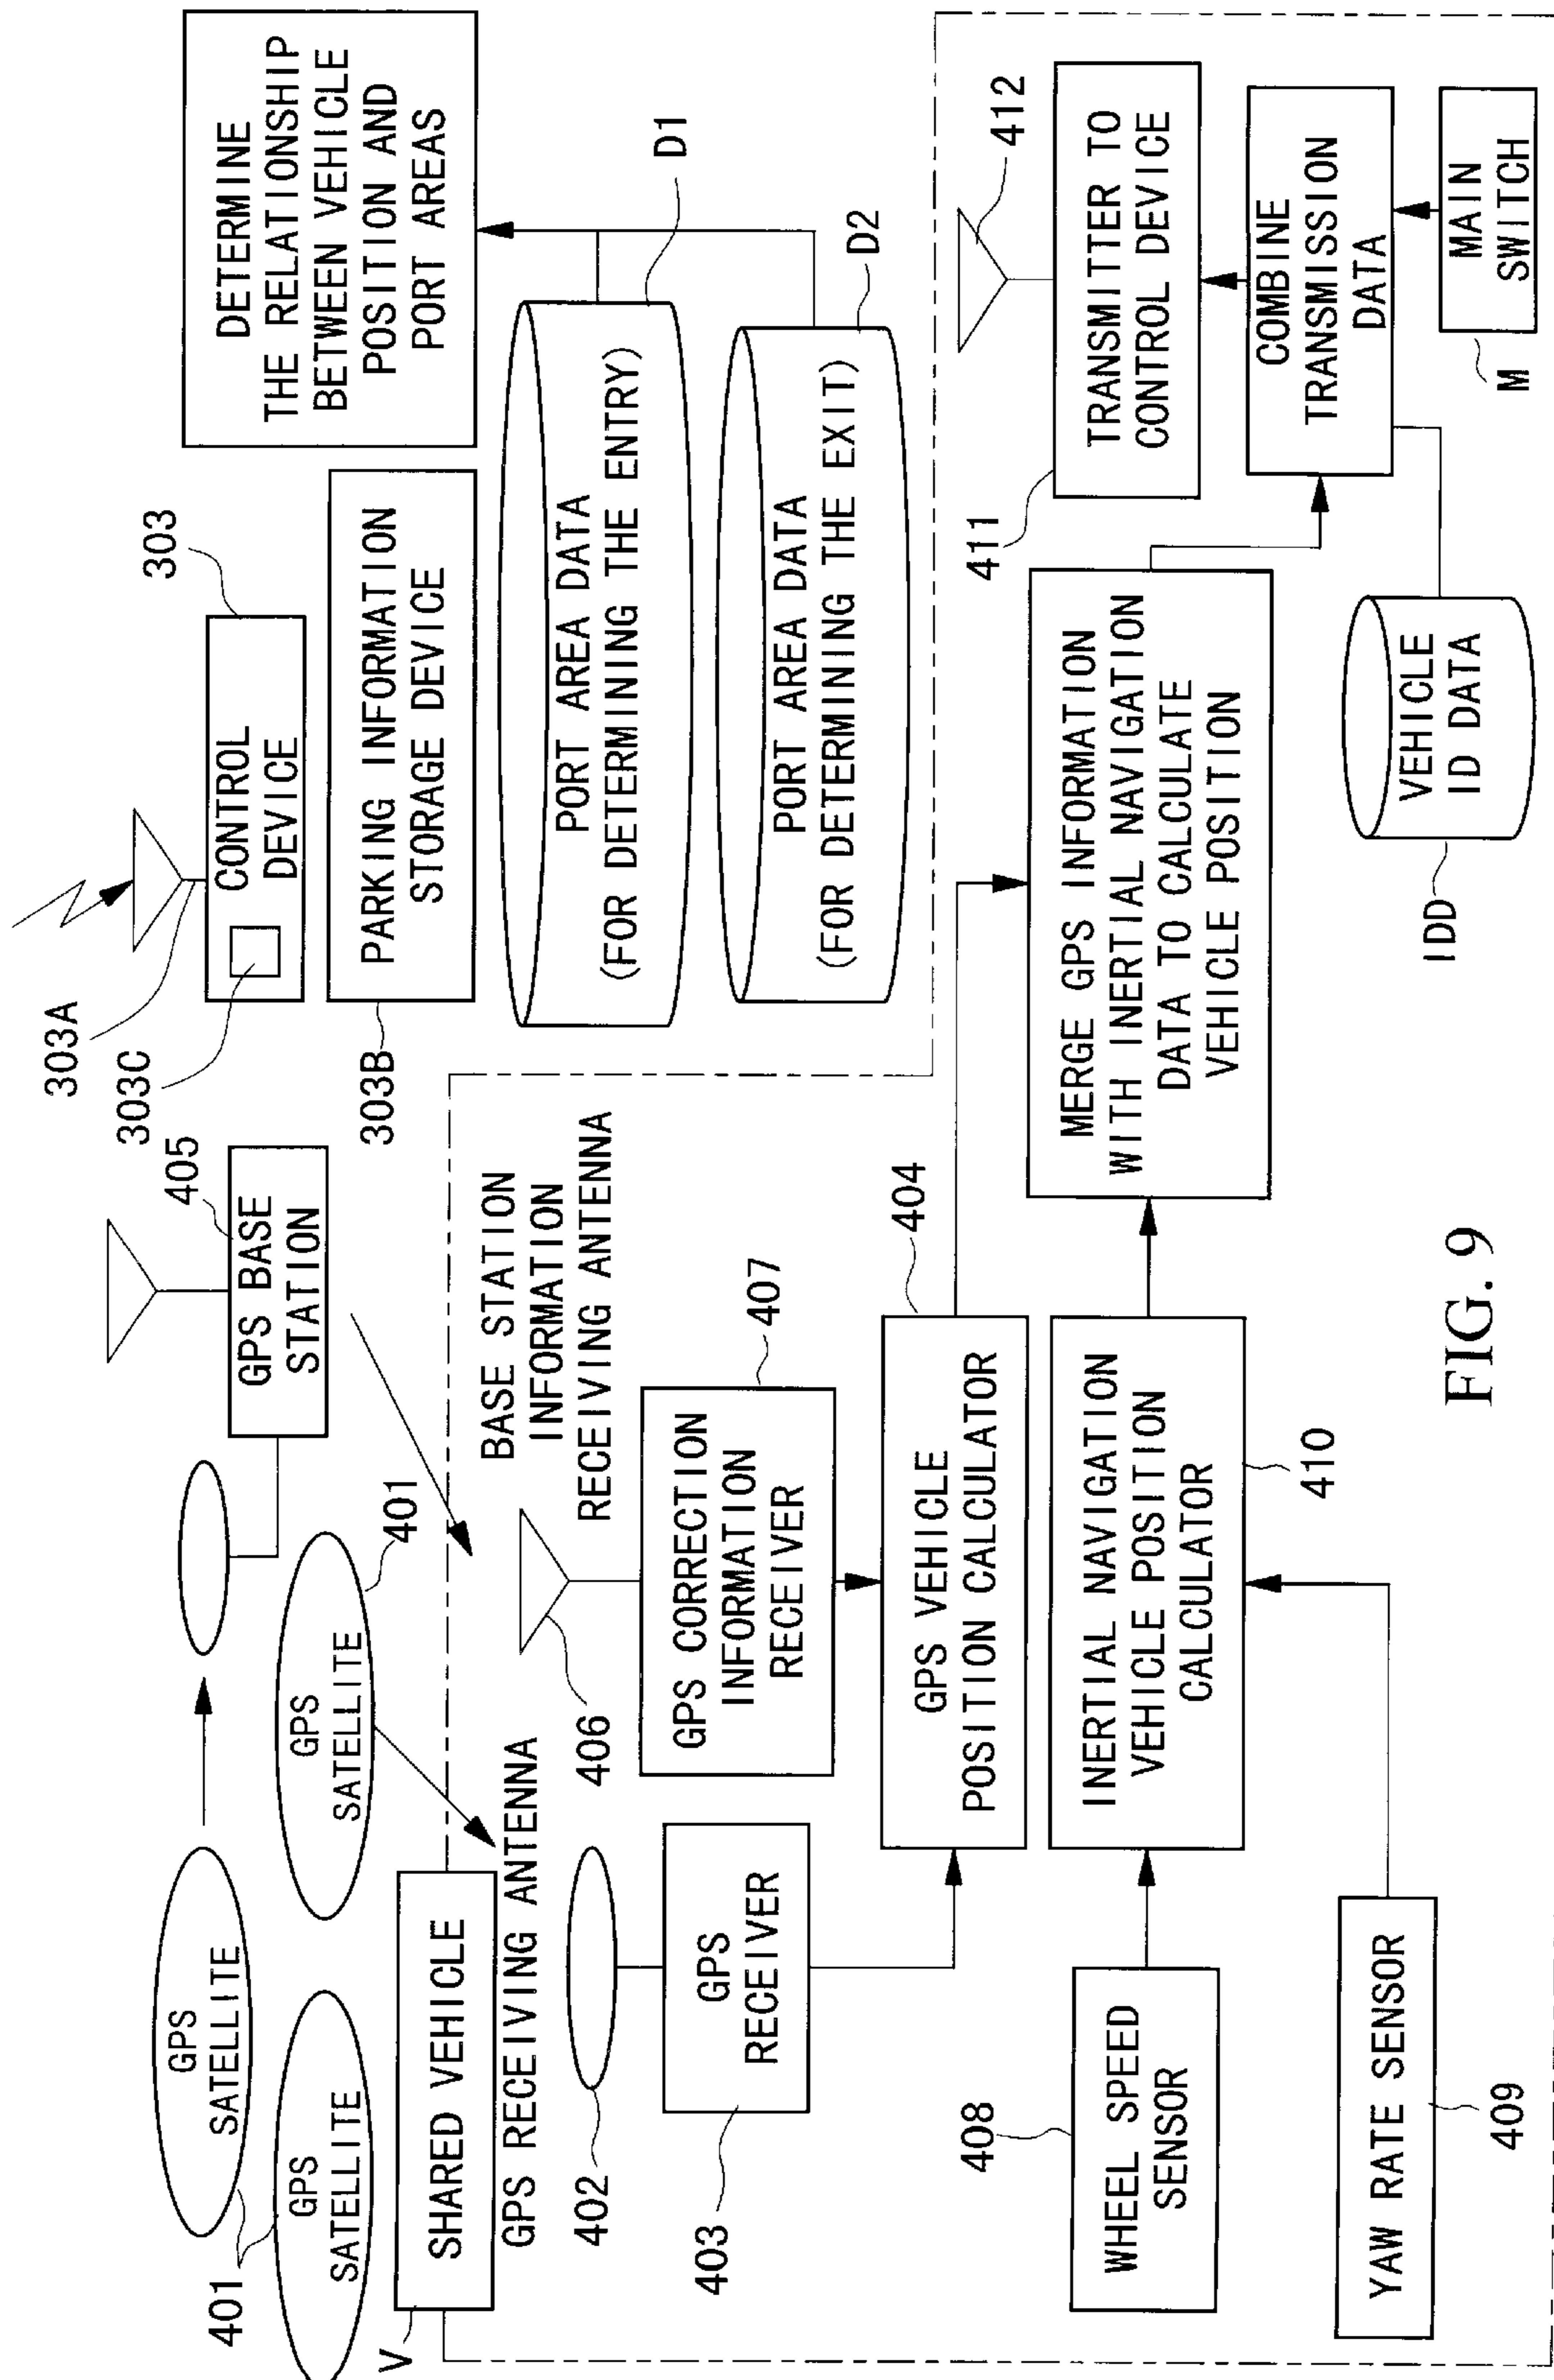 GPS
SATELLITE
401
GPS
SATELLITE
GPS
SATELLITE
401
GPS BASE
STATION
405
303A
303C
303
CONTROL
DEVICE
303B
PARKING INFORMATION
STORAGE DEVICE
DETERMINE
THE RELATIONSHIP
BETWEEN VEHICLE
POSITION AND
PORT AREAS
PORT AREA DATA
(FOR DETERMINING THE ENTRY)
D1
PORT AREA DATA
(FOR DETERMINING THE EXIT)
D2
V
SHARED VEHICLE
GPS RECEIVING ANTENNA
402
403
GPS
RECEIVER
BASE STATION
INFORMATION
RECEIVING ANTENNA
406
GPS CORRECTION
INFORMATION
RECEIVER
407
GPS VEHICLE
POSITION CALCULATOR
404
408
WHEEL SPEED
SENSOR
INERTIAL NAVIGATION
VEHICLE POSITION
CALCULATOR
410
YAW RATE SENSOR
409
MERGE GPS INFORMATION
WITH INERTIAL NAVIGATION
DATA TO CALCULATE
VEHICLE POSITION
411
TRANSMITTER TO
CONTROL DEVICE
412
COMBINE
TRANSMISSION
DATA
MAIN
SWITCH
M
VEHICLE
ID DATA
IDD
FIG. 9